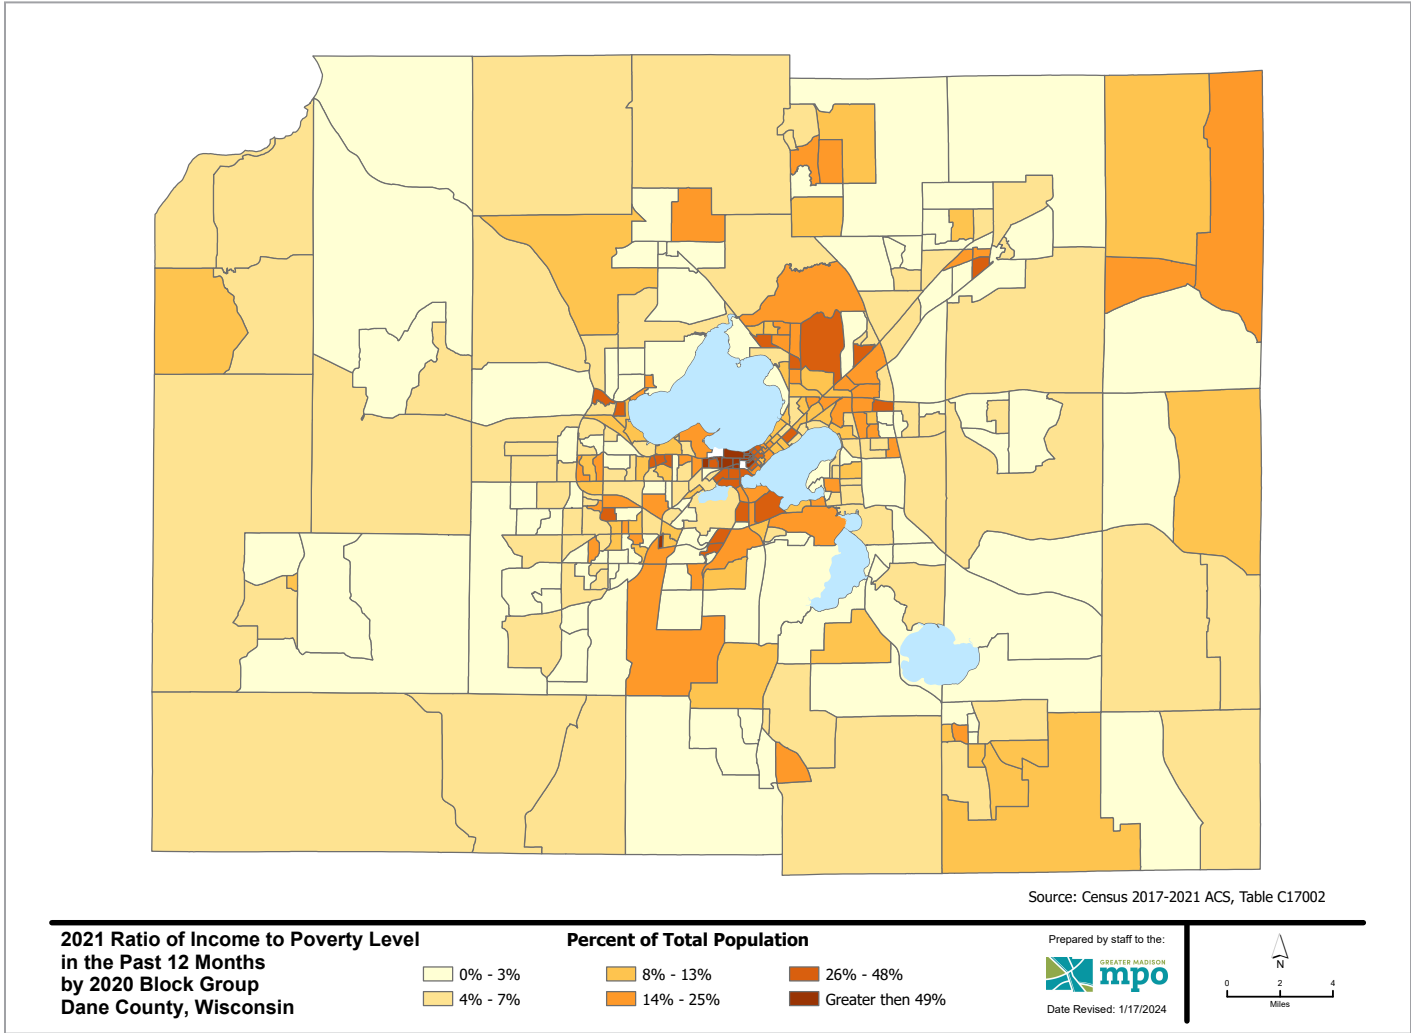 Source: Census 2017-2021 ACS, Table C17002
2021 Ratio of Income to Poverty Level
in the Past 12 Months
by 2020 Block Group
Dane County, Wisconsin
Percent of Total Population
0% - 3%
4% - 7%
8% - 13%
14% - 25%
26% - 48%
Greater then 49%
Prepared by staff to the:
GREATER MADISON
mpo
Date Revised: 1/17/2024
N
0 2 4
Miles